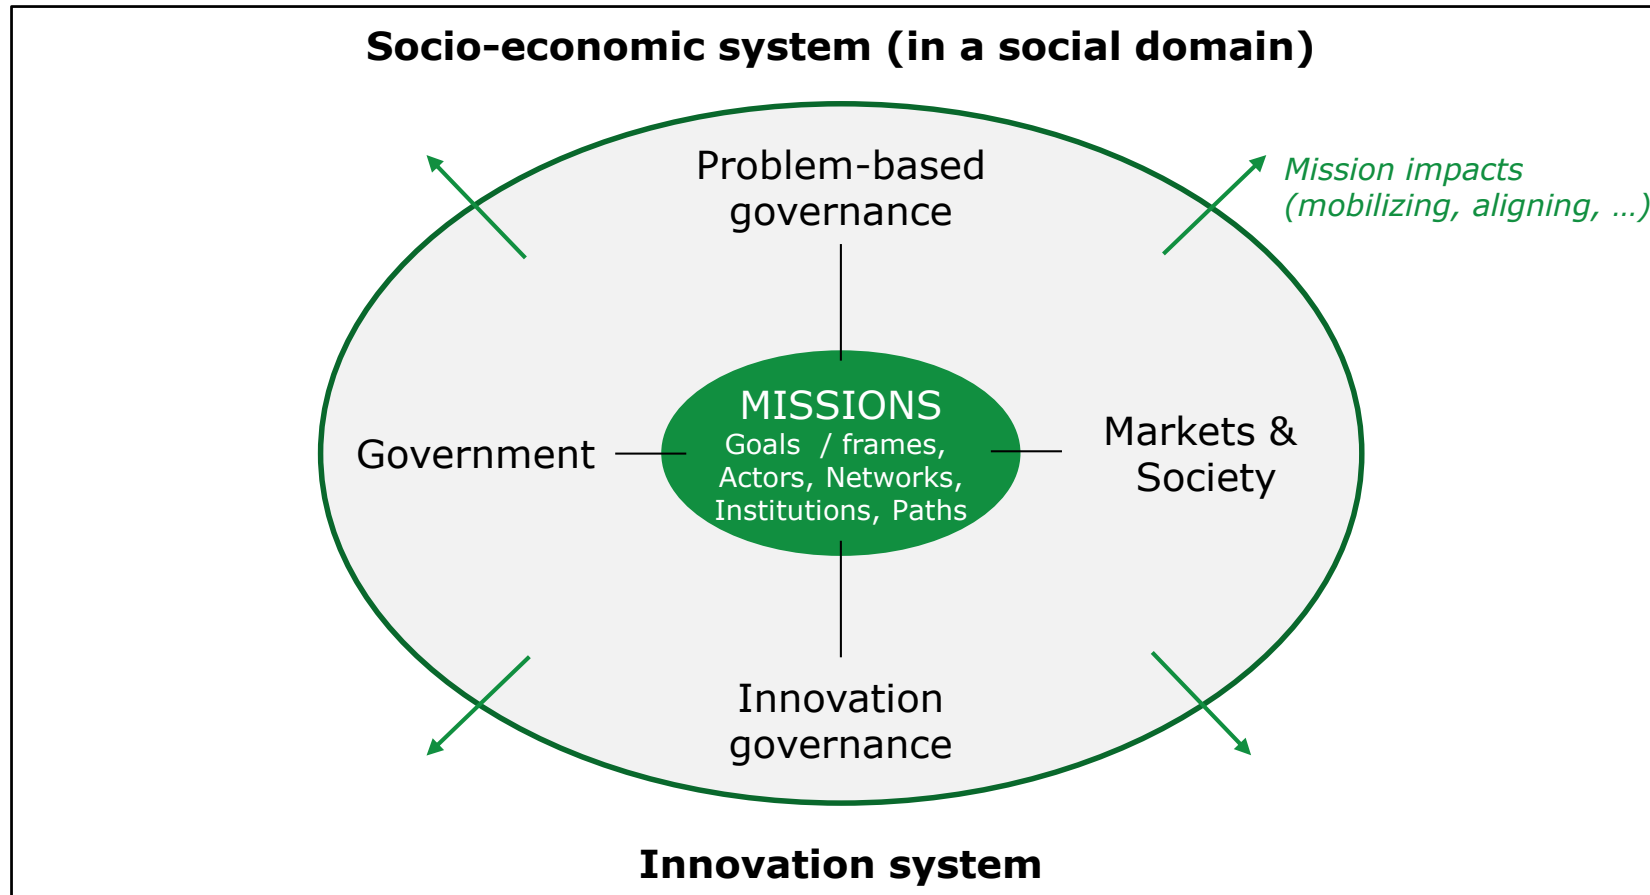 Socio-economic system (in a social domain)
Problem-based
governance
Mission impacts
(mobilizing, aligning, …)
MISSIONS
Goals / frames,
Actors, Networks,
Institutions, Paths
Government
Markets &
Society
Innovation
governance
Innovation system